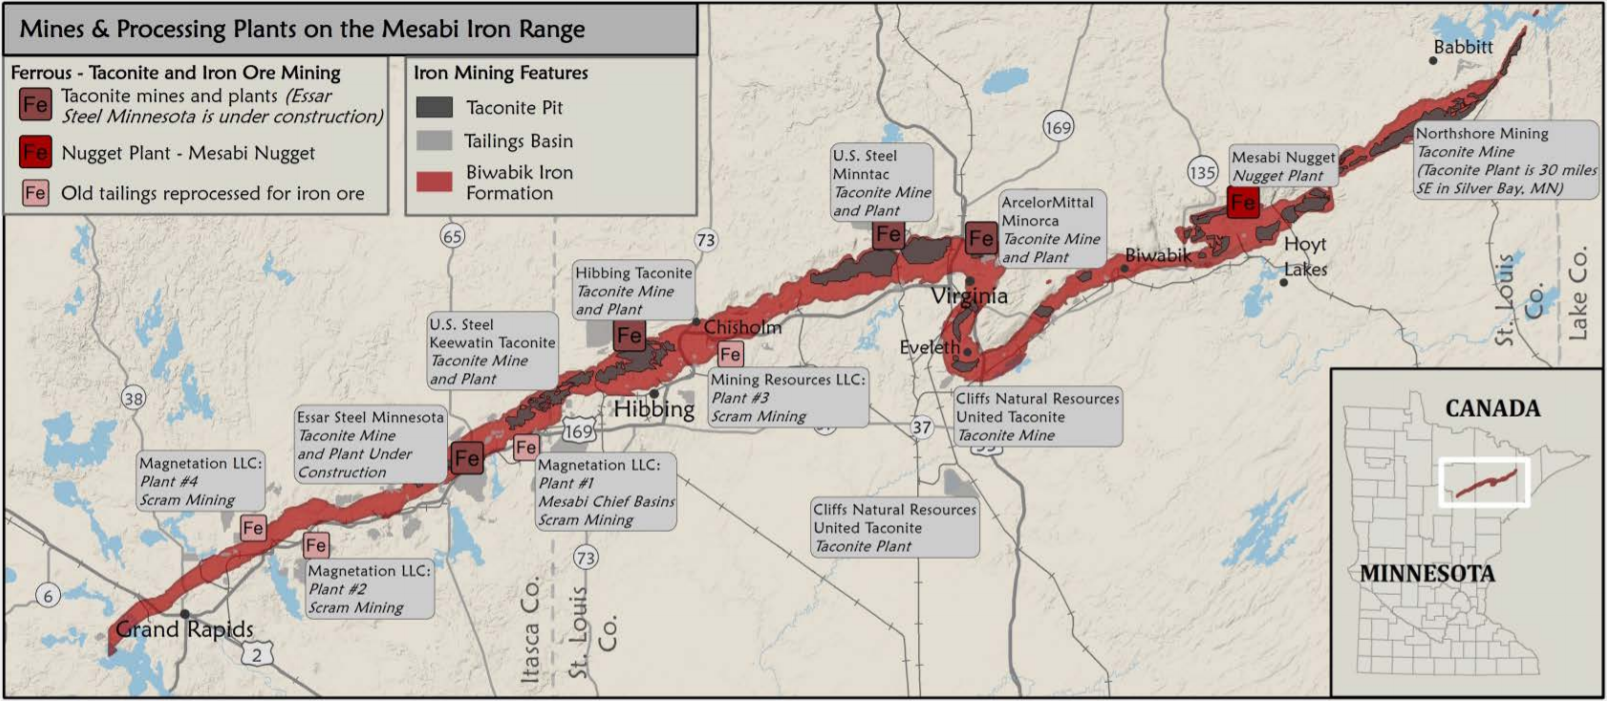 Mines & Processing Plants on the Mesabi Iron Range
Ferrous - Taconite and Iron Ore Mining
Fe
Taconite mines and plants (Essar
Steel Minnesota is under construction)
Fe
Nugget Plant - Mesabi Nugget
Fe
Old tailings reprocessed for iron ore
Iron Mining Features
Taconite Pit
Tailings Basin
Biwabik Iron
Formation
Babbitt
169
135
65
73
38
6
2
169
73
37
Northshore Mining
Taconite Mine
(Taconite Plant is 30 miles
SE in Silver Bay, MN)
Mesabi Nugget
Nugget Plant
Fe
U.S. Steel
Minntac
Taconite Mine
and Plant
Fe
ArcelorMittal
Minorca
Taconite Mine
and Plant
Fe
Hoyt
Lakes
Biwabik
Virginia
Eveleth
Hibbing Taconite
Taconite Mine
and Plant
Fe
Chisholm
Fe
U.S. Steel
Keewatin Taconite
Taconite Mine
and Plant
Mining Resources LLC:
Plant #3
Scram Mining
Hibbing
Cliffs Natural Resources
United Taconite
Taconite Mine
Essar Steel Minnesota
Taconite Mine
and Plant Under
Construction
Fe
Fe
Magnetation LLC:
Plant #4
Scram Mining
Fe
Magnetation LLC:
Plant #1
Mesabi Chief Basins
Scram Mining
Cliffs Natural Resources
United Taconite
Taconite Plant
Fe
Magnetation LLC:
Plant #2
Scram Mining
Grand Rapids
Itasca Co.
St. Louis
Co.
St. Louis
Co.
Lake Co.
CANADA
MINNESOTA